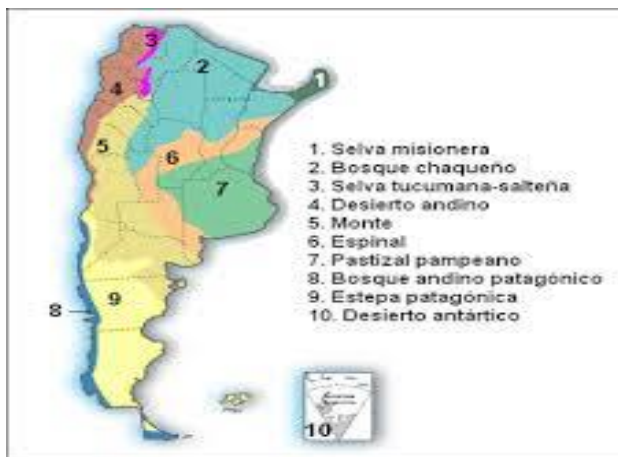 3
2
1
4
5
6
7
8
9
10
1. Selva misionera
2. Bosque chaqueño
3. Selva tucumana-salteña
4. Desierto andino
5. Monte
6. Espinal
7. Pastizal pampeano
8. Bosque andino patagónico
9. Estepa patagónica
10. Desierto antártico